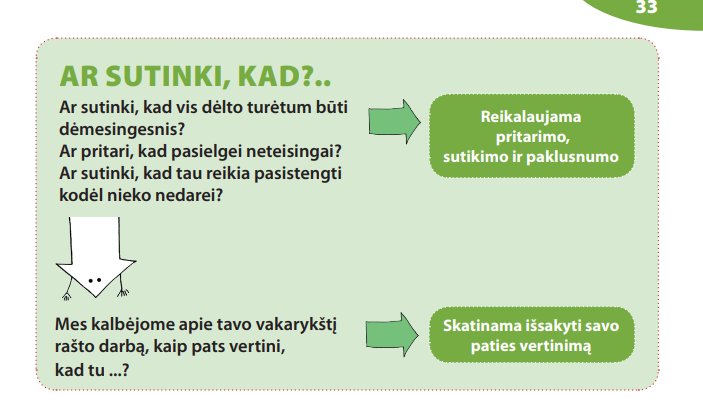 33
AR SUTINKI, KAD?..
Ar sutinki, kad vis dėlto turėtum būti
dėmesingesnis?
Ar pritari, kad pasielgei neteisingai?
Ar sutinki, kad tau reikia pasistengti
kodėl nieko nedarei?
Reikalaujama
pritarimo,
sutikimo ir paklusnumo
Mes kalbėjome apie tavo vakarykštį
rašto darbą, kaip pats vertini,
kad tu ...?
Skatinama išsakyti savo
paties vertinimą